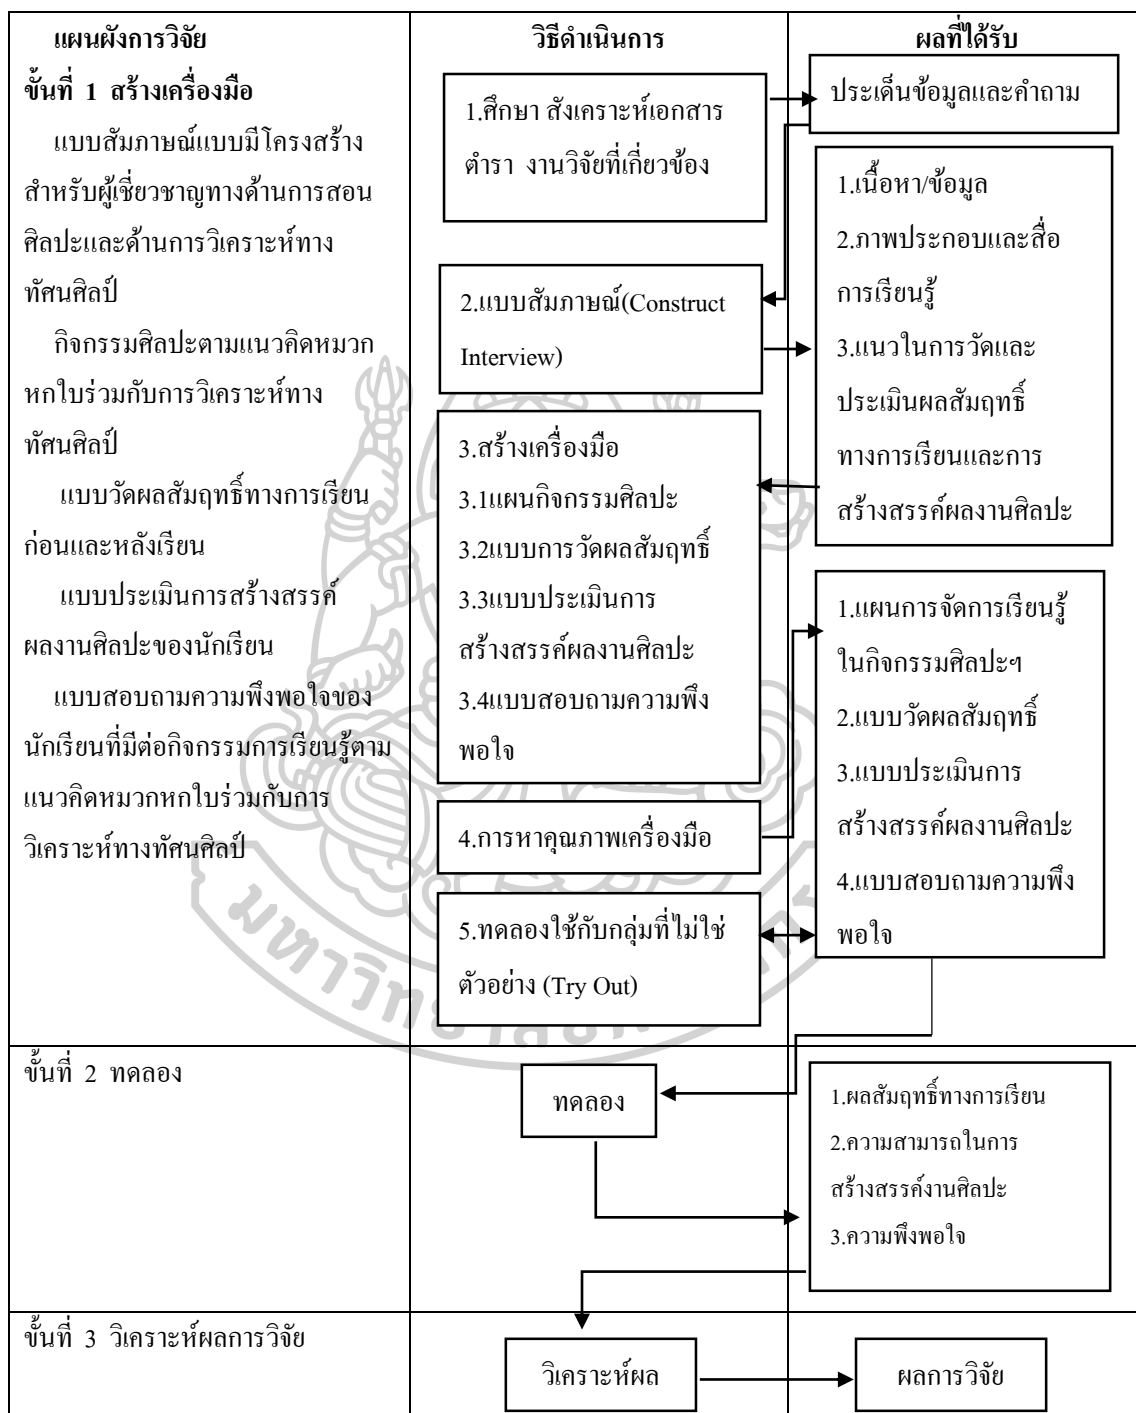 แผนผังการวิจัย
วิธีดำเนินการ
ผลที่ได้รับ
ขั้นที่ 1 สร้างเครื่องมือ
แบบสัมภาษณ์แบบมีโครงสร้าง
สำหรับผู้เชี่ยวชาญทางด้านการสอน
ศิลปะและด้านการวิเคราะห์ทาง
ทัศนศิลป์
กิจกรรมศิลปะตามแนวคิดหมวก
หกใบร่วมกับการวิเคราะห์ทาง
ทัศนศิลป์
แบบวัดผลสัมฤทธิ์ทางการเรียน
ก่อนและหลังเรียน
แบบประเมินการสร้างสรรค์
ผลงานศิลปะของนักเรียน
แบบสอบถามความพึงพอใจของ
นักเรียนที่มีต่อกิจกรรมการเรียนรู้ตาม
แนวคิดหมวกหกใบร่วมกับการ
วิเคราะห์ทางทัศนศิลป์
1.ศึกษา สังเคราะห์เอกสาร
ตำรา งานวิจัยที่เกี่ยวข้อง
2.แบบสัมภาษณ์(Construct
Interview)
3.สร้างเครื่องมือ
3.1แผนกิจกรรมศิลปะ
3.2แบบการวัดผลสัมฤทธิ์
3.3แบบประเมินการ
สร้างสรรค์ผลงานศิลปะ
3.4แบบสอบถามความพึง
พอใจ
4.การหาคุณภาพเครื่องมือ
5.ทดลองใช้กับกลุ่มที่ไม่ใช่
ตัวอย่าง (Try Out)
ประเด็นข้อมูลและคำถาม
1.เนื้อหา/ข้อมูล
2.ภาพประกอบและสื่อ
การเรียนรู้
3.แนวในการวัดและ
ประเมินผลสัมฤทธิ์
ทางการเรียนและการ
สร้างสรรค์ผลงานศิลปะ
1.แผนการจัดการเรียนรู้
ในกิจกรรมศิลปะฯ
2.แบบวัดผลสัมฤทธิ์
3.แบบประเมินการ
สร้างสรรค์ผลงานศิลปะ
4.แบบสอบถามความพึง
พอใจ
ขั้นที่ 2 ทดลอง
ทดลอง
1.ผลสัมฤทธิ์ทางการเรียน
2.ความสามารถในการ
สร้างสรรค์งานศิลปะ
3.ความพึงพอใจ
ขั้นที่ 3 วิเคราะห์ผลการวิจัย
วิเคราะห์ผล
ผลการวิจัย